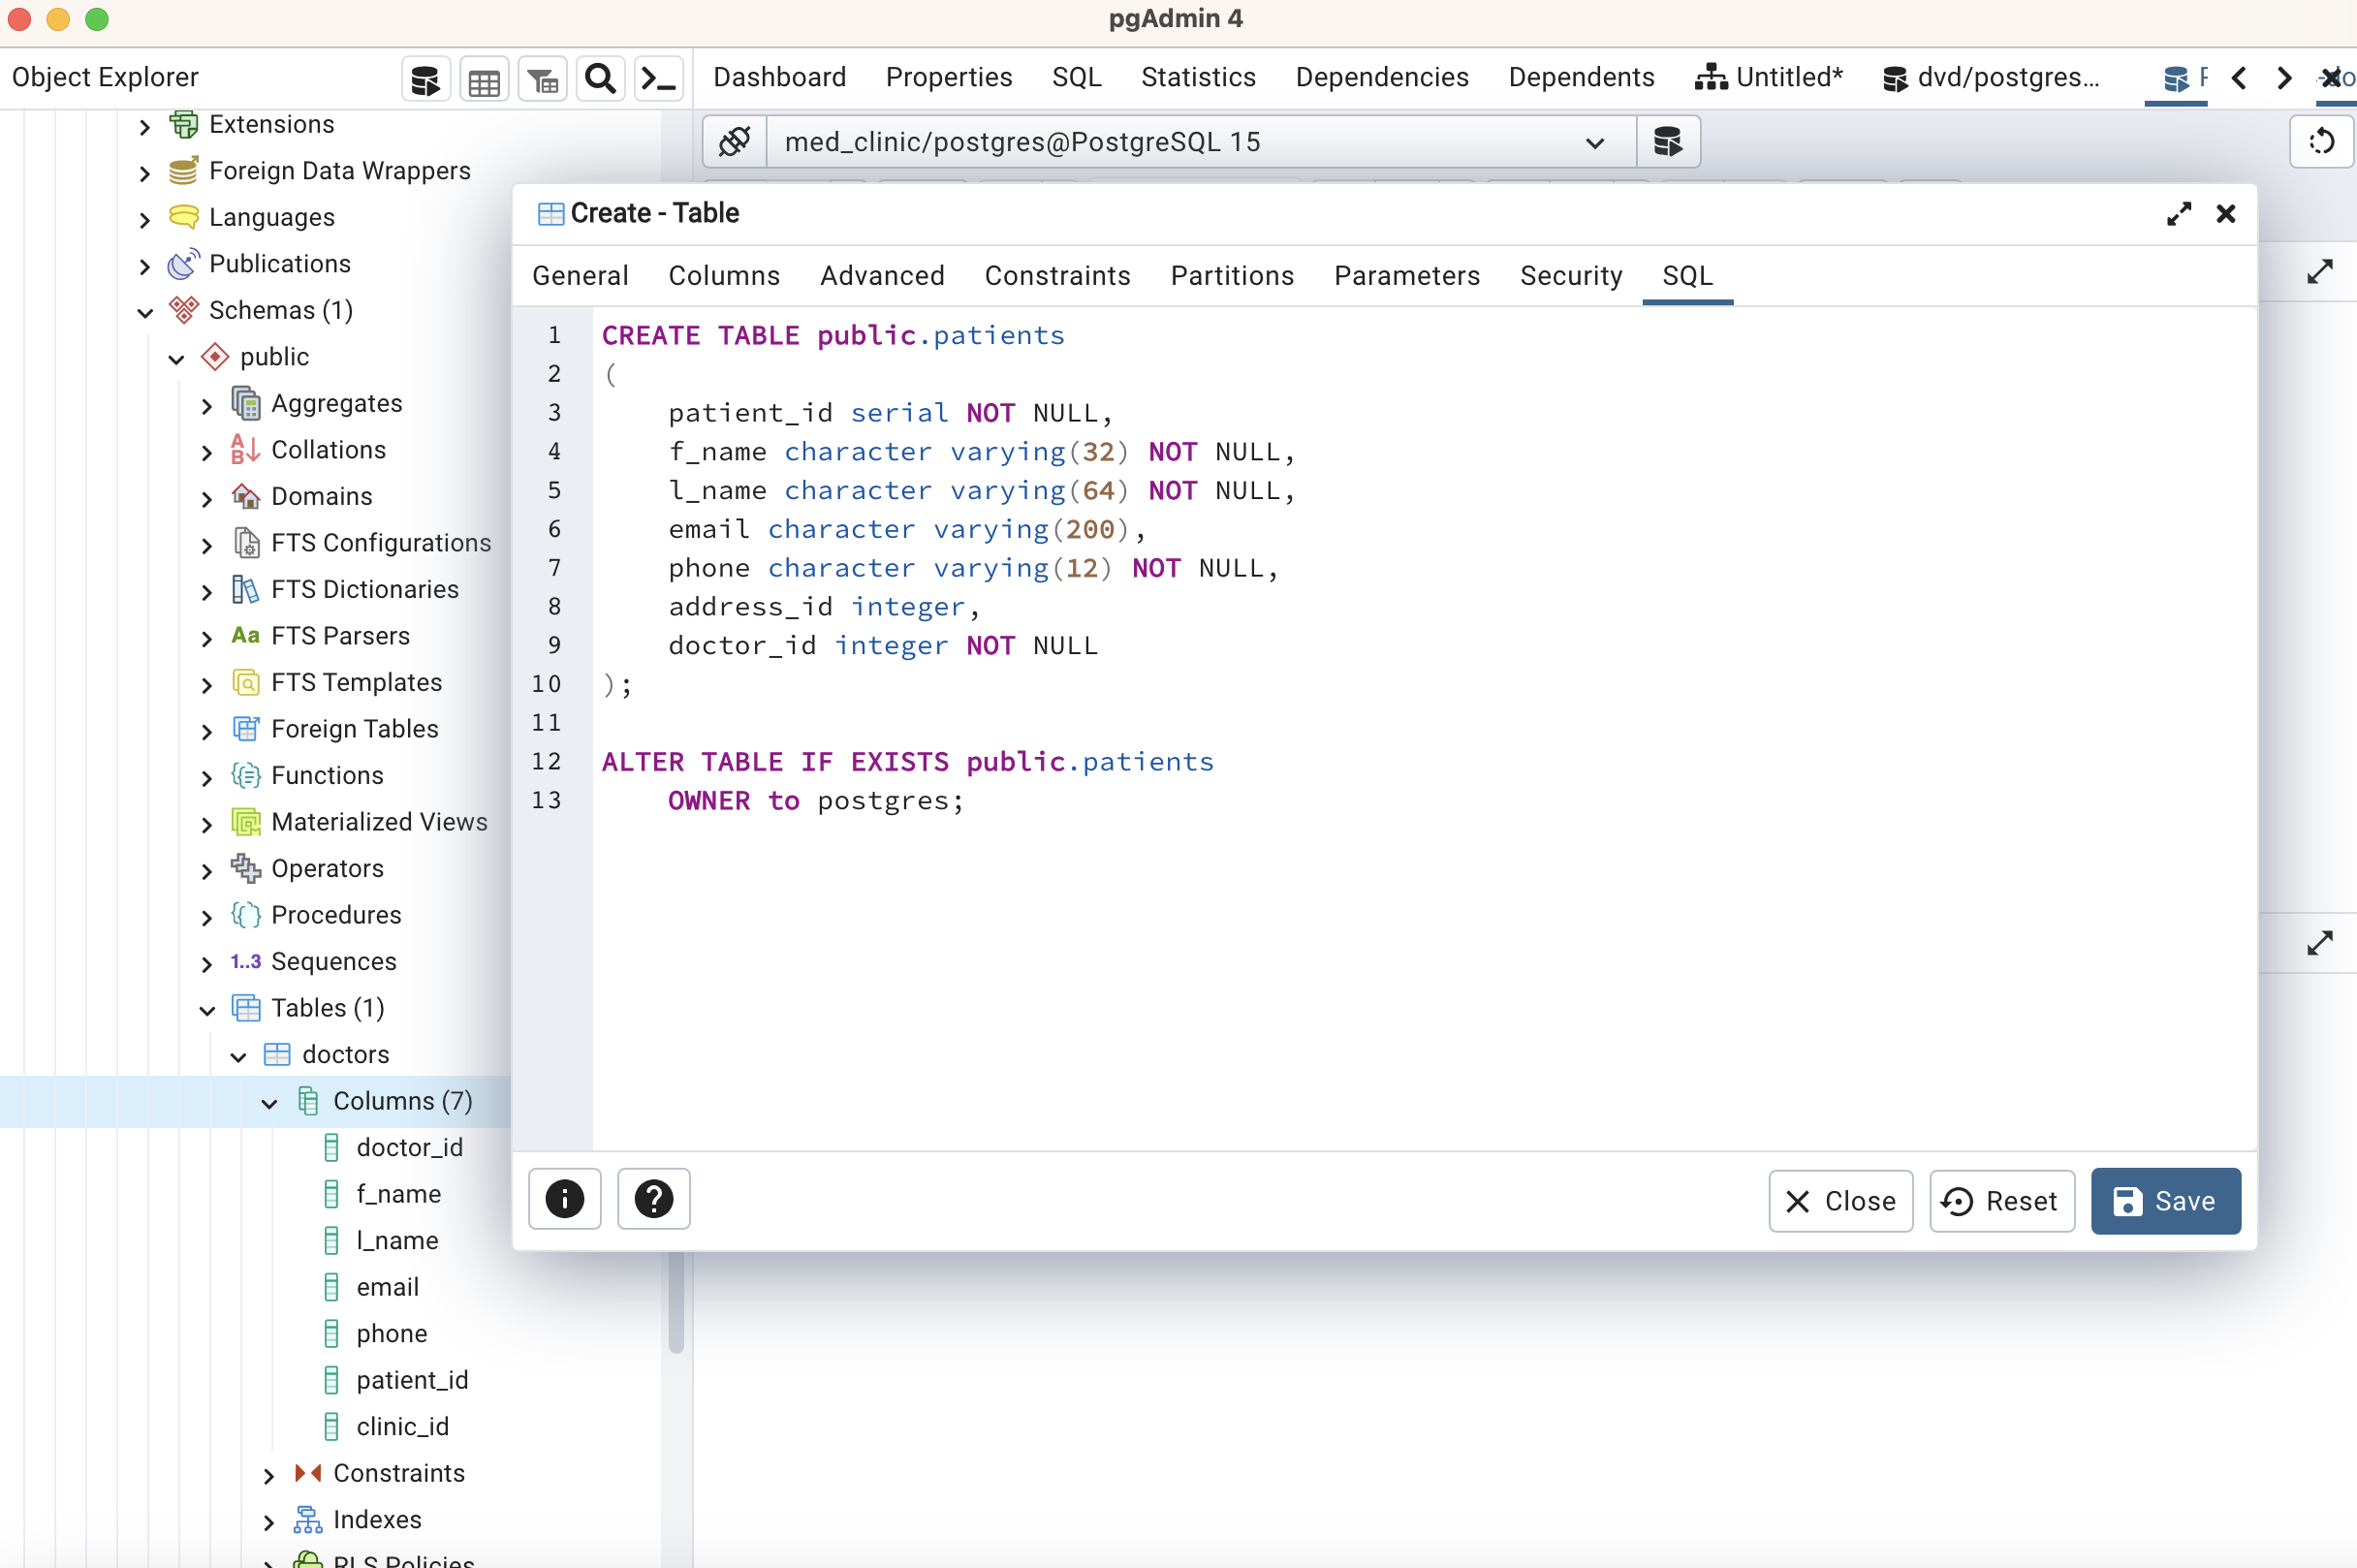 pgAdmin 4
Object Explorer
Dashboard
Properties
SQL
Statistics
Dependencies
Dependents
Untitled*
dvd/postgres...
Extensions
Foreign Data Wrappers
Languages
Publications
Schemas (1)
public
Aggregates
Collations
Domains
FTS Configurations
FTS Dictionaries
Aa FTS Parsers
FTS Templates
Foreign Tables
Functions
Materialized Views
Operators
Procedures
1..3 Sequences
Tables (1)
doctors
Columns (7)
doctor_id
f_name
l_name
email
phone
patient_id
clinic_id
Constraints
Indexes
RLS Policies
med_clinic/postgres@PostgreSQL 15
Create - Table
General
Columns
Advanced
Constraints
Partitions
Parameters
Security
SQL
1 CREATE TABLE public.patients
2 (
3 patient_id serial NOT NULL,
4 f_name character varying(32) NOT NULL,
5 l_name character varying(64) NOT NULL,
6 email character varying(200),
7 phone character varying(12) NOT NULL,
8 address_id integer,
9 doctor_id integer NOT NULL
10 );
11
12 ALTER TABLE IF EXISTS public.patients
13 OWNER to postgres;
Close
Reset
Save